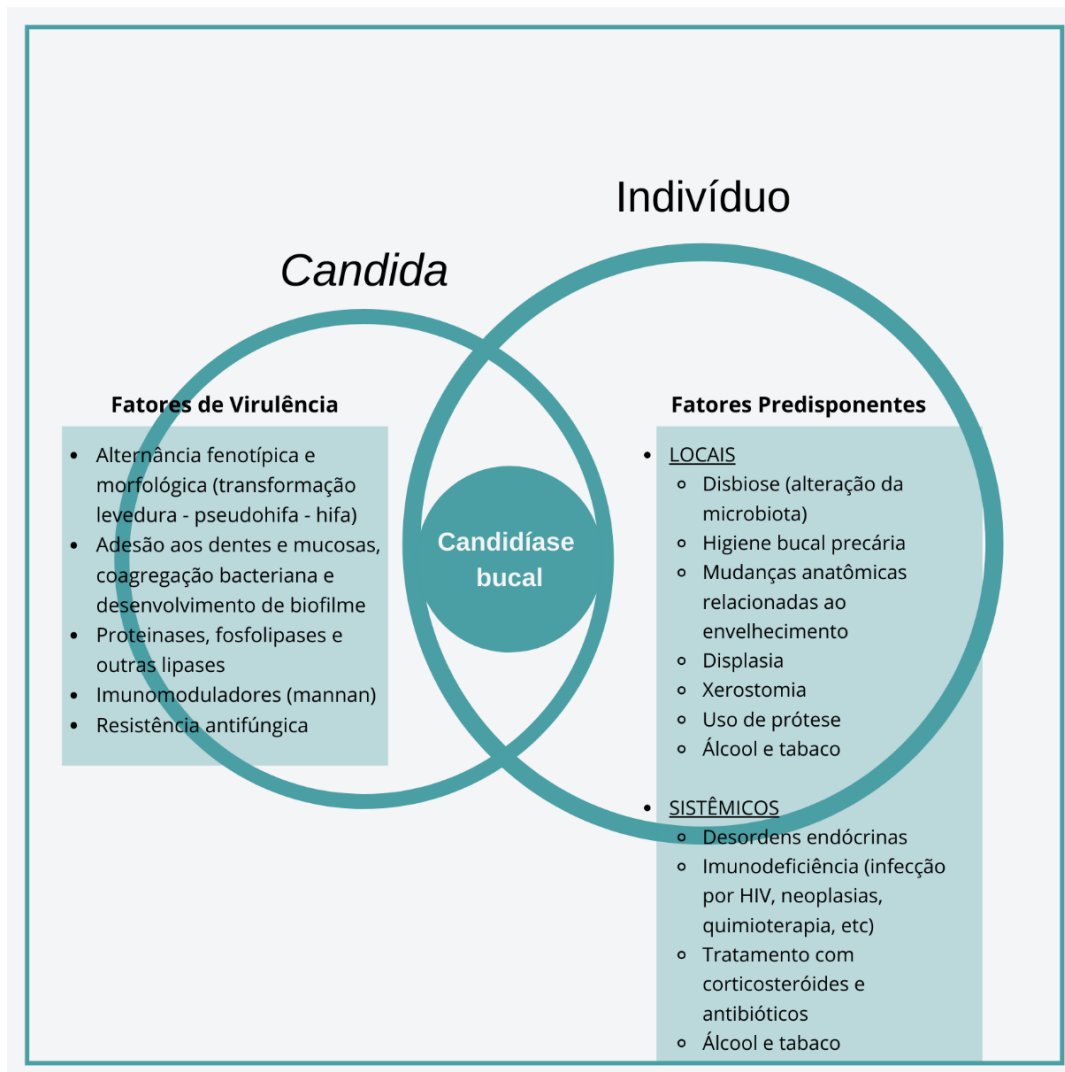 Indivíduo
Candida
Fatores de Virulência
• Alternância fenotípica e
morfológica (transformação
levedura - pseudohifa - hifa)
• Adesão aos dentes e mucosas,
coagregação bacteriana e
desenvolvimento de biofilme
• Proteinases, fosfolipases e
outras lipases
• Imunomoduladores (mannan)
• Resistência antifúngica
Candidíase
bucal
Fatores Predisponentes
• LOCAIS
◦ Disbiose (alteração da
microbiota)
◦ Higiene bucal precária
◦ Mudanças anatômicas
relacionadas ao
envelhecimento
◦ Displasia
◦ Xerostomia
◦ Uso de prótese
◦ Álcool e tabaco
• SISTÊMICOS
◦ Desordens endócrinas
◦ Imunodeficiência (infecção
por HIV, neoplasias,
quimioterapia, etc)
◦ Tratamento com
corticosteróides e
antibióticos
◦ Álcool e tabaco